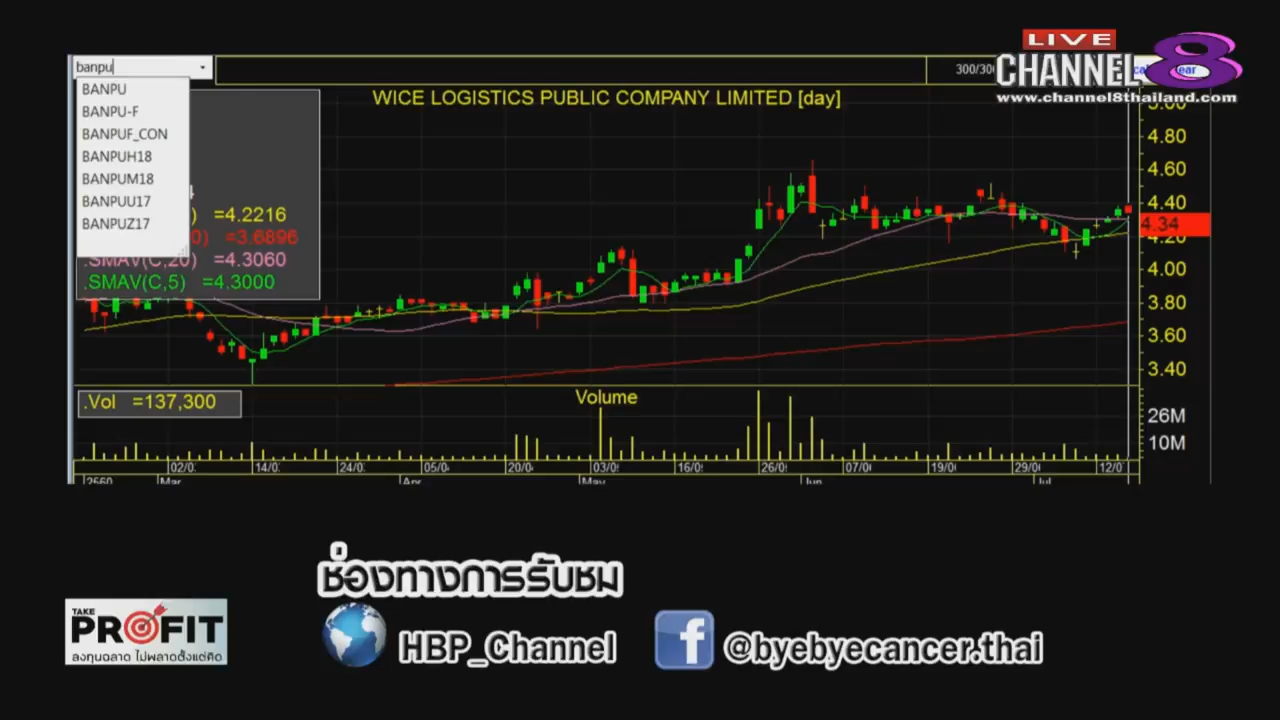 LIVE
CHANNEL 8
www.channel8thailand.com
banpu
300/300
BANPU
BANPU-F
BANPUF_CON
BANPUH18
BANPUM18
BANPUU17
BANPUZ17
WICE LOGISTICS PUBLIC COMPANY LIMITED [day]
=4.2216
=3.6896
.SMAV(C,20) =4.3060
.SMAV(C,5) =4.3000
5.00
4.80
4.60
4.40
4.34
4.20
4.00
3.80
3.60
3.40
.Vol =137,300
Volume
26M
10M
02/0
14/0
24/0
05/0
20/0
03/0
16/0
26/0
07/0
19/0
29/0
12/0
2560 Mar Apr May Jun Jul
ช่องทางการรับชม
TAKE
PROFIT
ลงทุนฉลาด ไม่พลาดตั้งแต่คิด
HBP_Channel
f @byebyecancer.thai